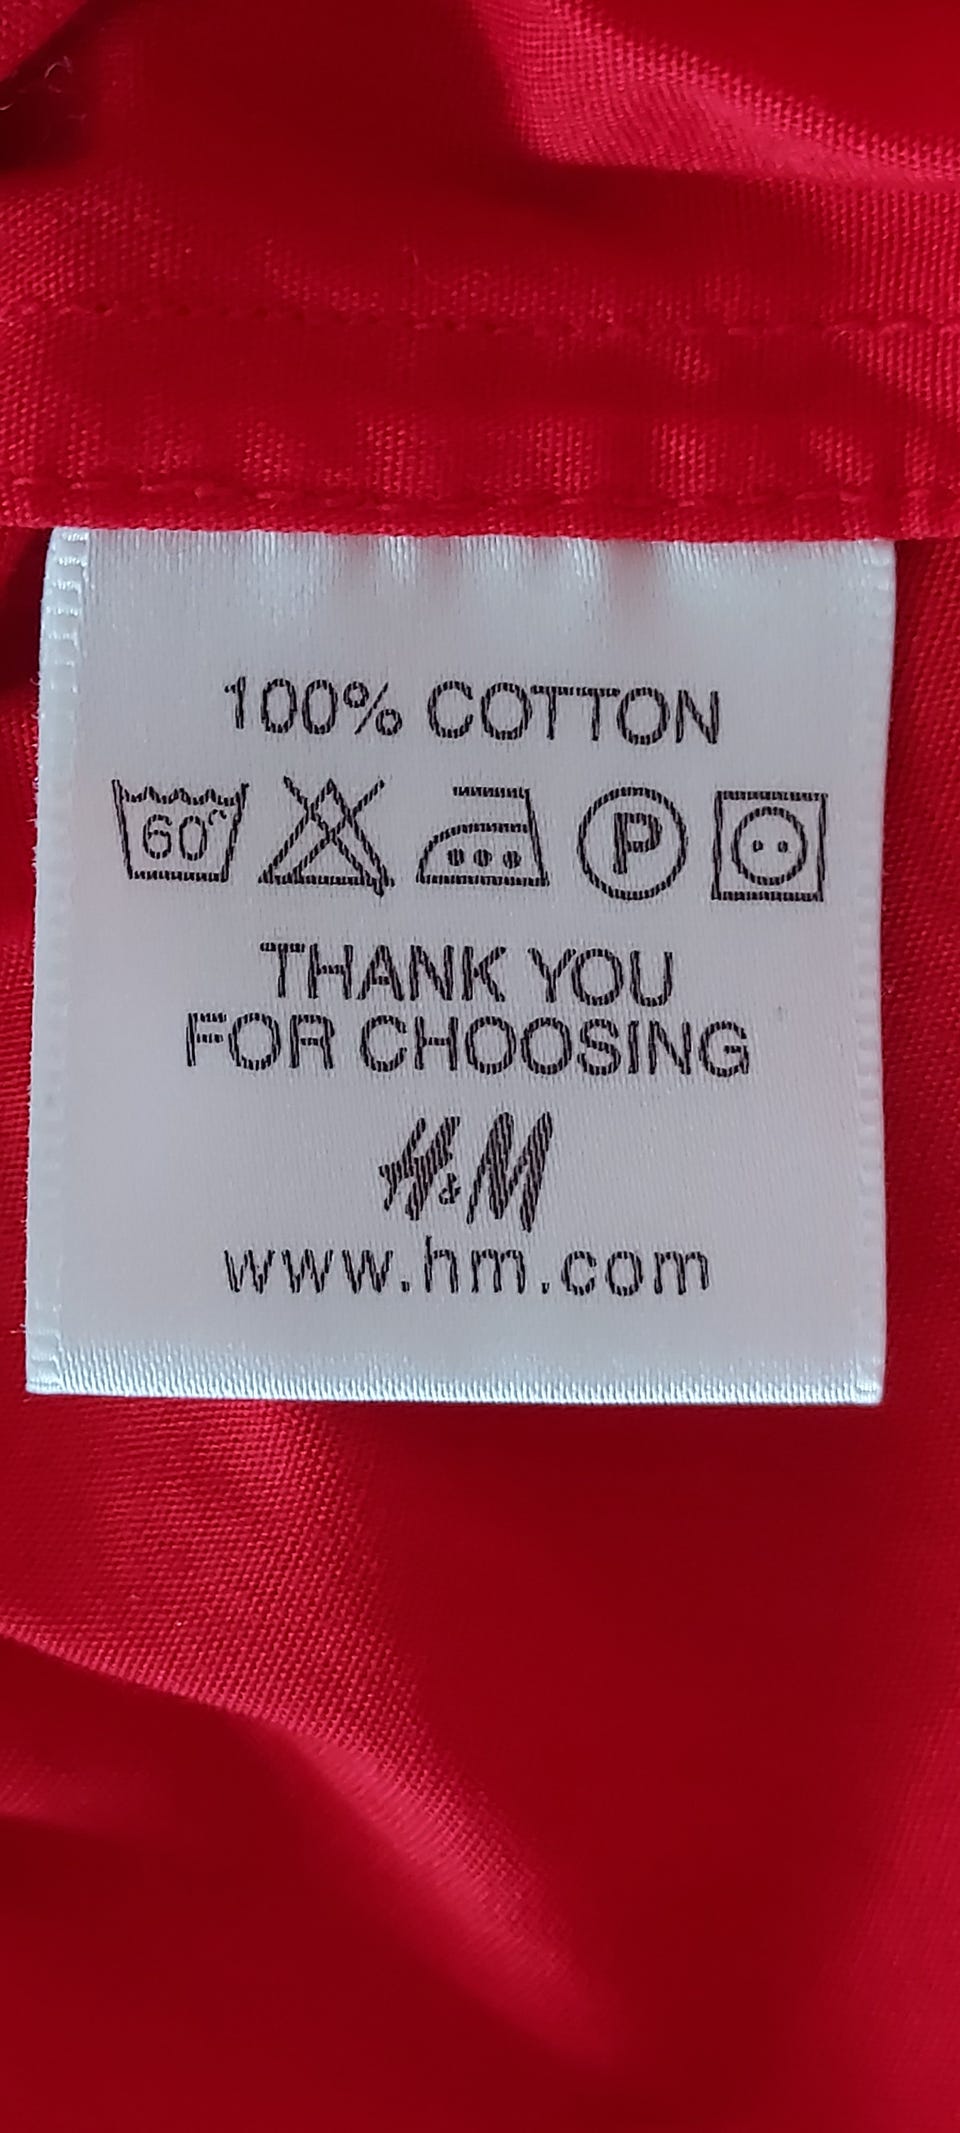 100% COTTON
60° P
THANK YOU
FOR CHOOSING
H&M
www.hm.com